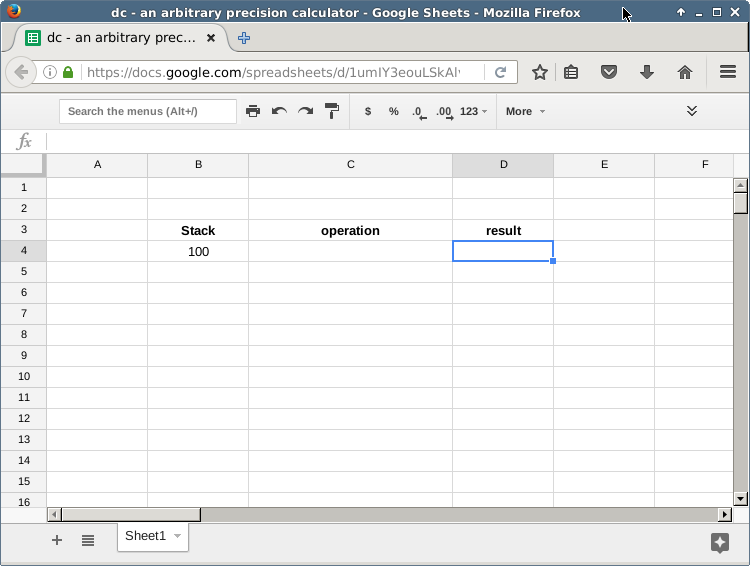 dc - an arbitrary precision calculator - Google Sheets - Mozilla Firefox
dc - an arbitrary prec...
https://docs.google.com/spreadsheets/d/1umIY3eouLSkAl
Search the menus (Alt+/) $ % .0 .00 123 More
fx
A B C D E F
1
2
3 Stack operation result
4 100
5
6
7
8
9
10
11
12
13
14
15
16
Sheet1